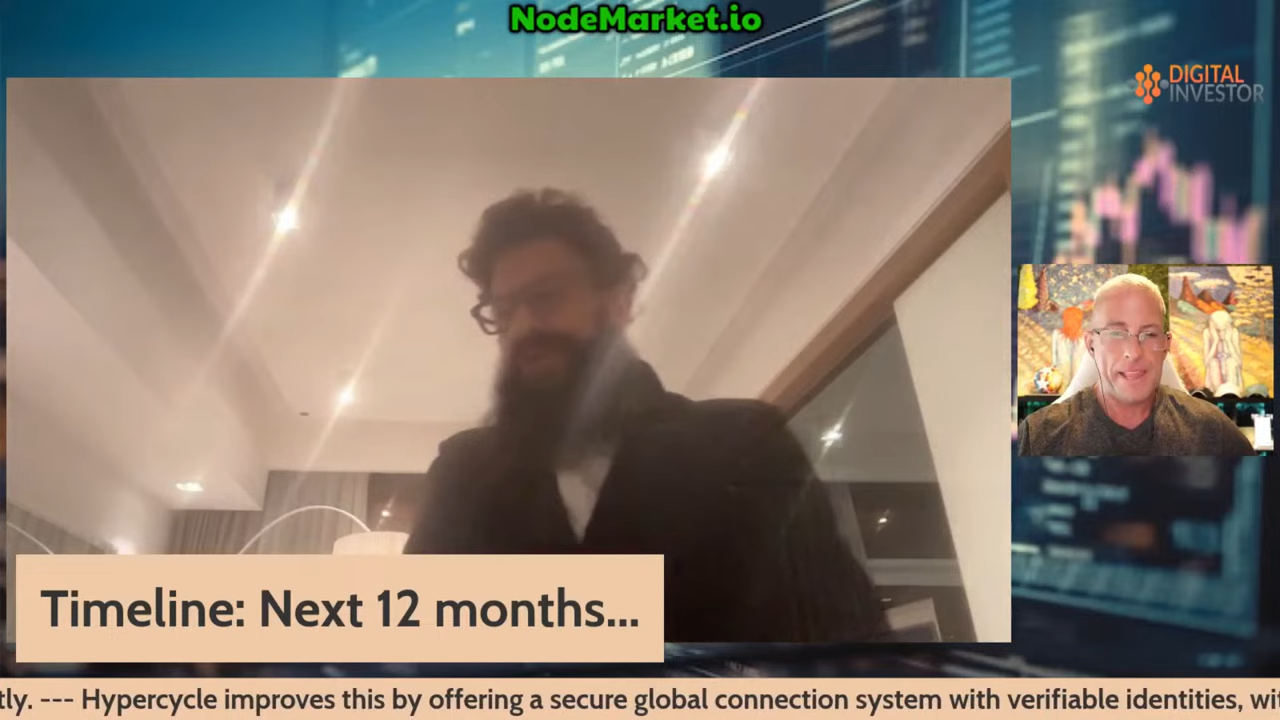 NodeMarket.io
DIGITAL
INVESTOR
Timeline: Next 12 months...
tly. --- Hypercycle improves this by offering a secure global connection system with verifiable identities, wi